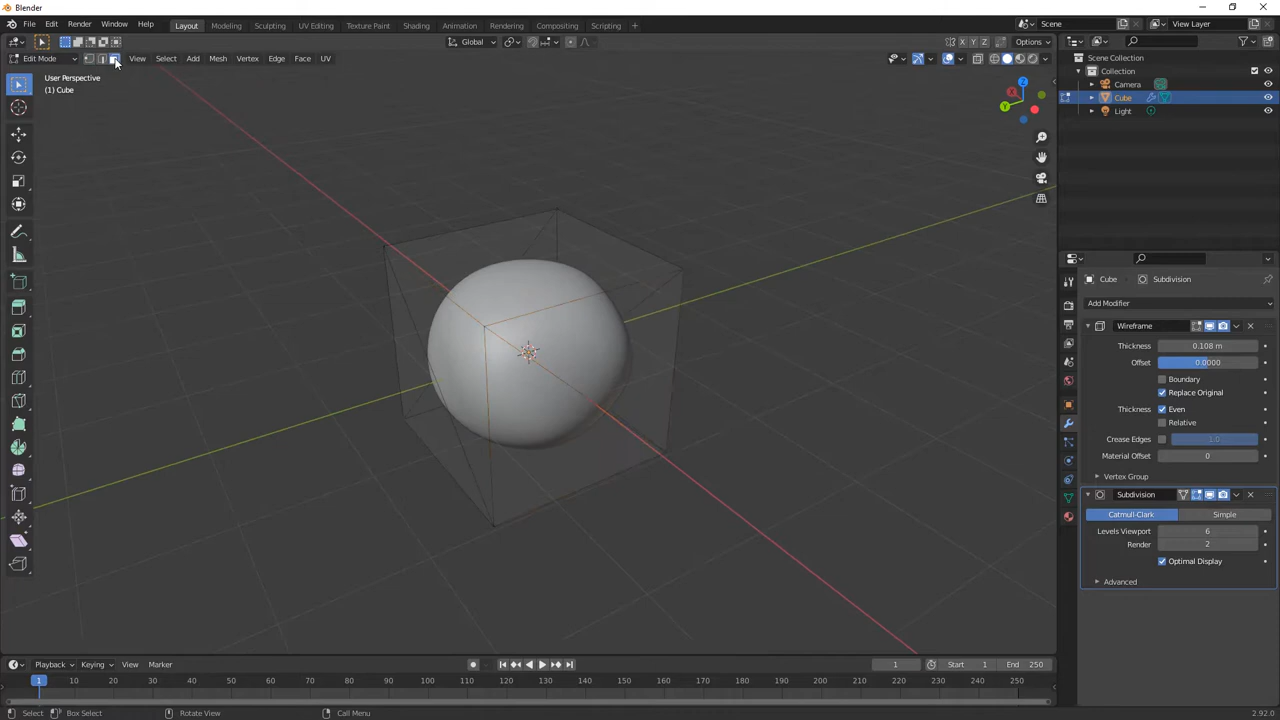 Blender
File Edit Render Window Help Layout Modeling Sculpting UV Editing Texture Paint Shading Animation Rendering Compositing Scripting + Scene View Layer
Global X Y Z Options
Edit Mode View Select Add Mesh Vertex Edge Face UV
User Perspective
(1) Cube
Scene Collection
Collection
Camera
Cube
Light
X
Y
Z
Cube Subdivision
Add Modifier
Wireframe
Thickness 0.108 m
Offset 0.0000
Boundary
Replace Original
Thickness Even
Relative
Crease Edges 1.0
Material Offset 0
Vertex Group
Subdivision
Catmull-Clark Simple
Levels Viewport 6
Render 2
Optimal Display
Advanced
Playback Keying View Marker 1 Start 1 End 250
1 10 20 30 40 50 60 70 80 90 100 110 120 130 140 150 160 170 180 190 200 210 220 230 240 250
Select Box Select Rotate View Call Menu 2.92.0